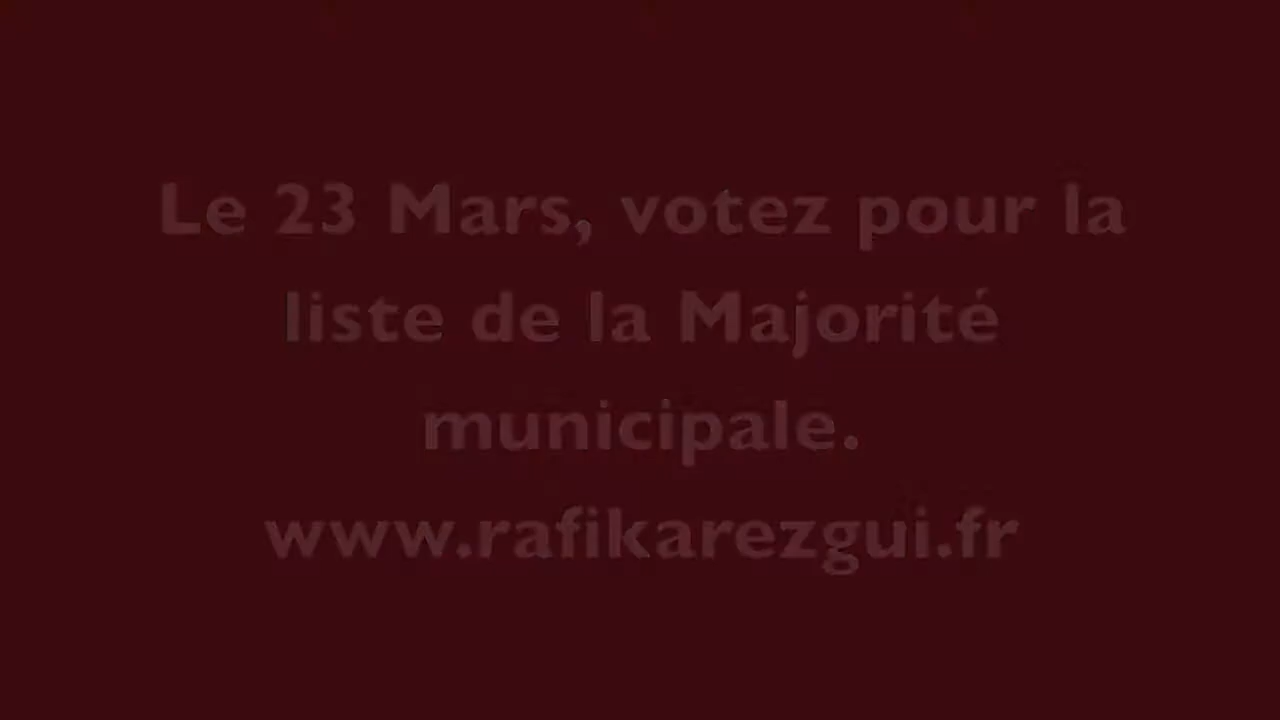 Le 23 Mars, votez pour la
liste de la Majorité
municipale.
www.rafikarezgui.fr